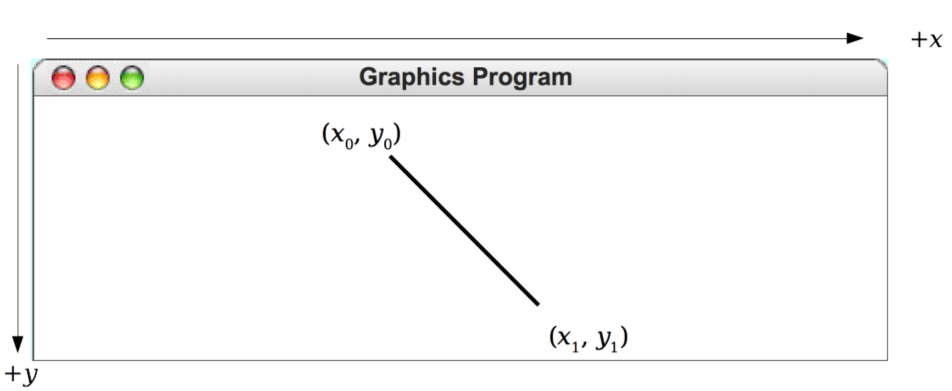 +x
Graphics Program
(x₀, y₀)
(x₁, y₁)
+y